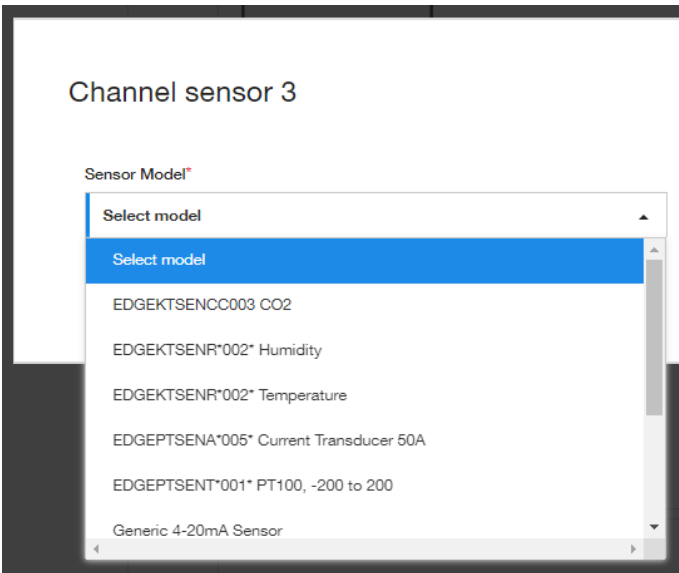 Channel sensor 3
Sensor Model*
Select model
Select model
EDGEKTSENCC003 CO2
EDGEKTSENR*002* Humidity
EDGEKTSENR*002* Temperature
EDGEPTSENA*005* Current Transducer 50A
EDGEPTSENT*001* PT100, -200 to 200
Generic 4-20mA Sensor